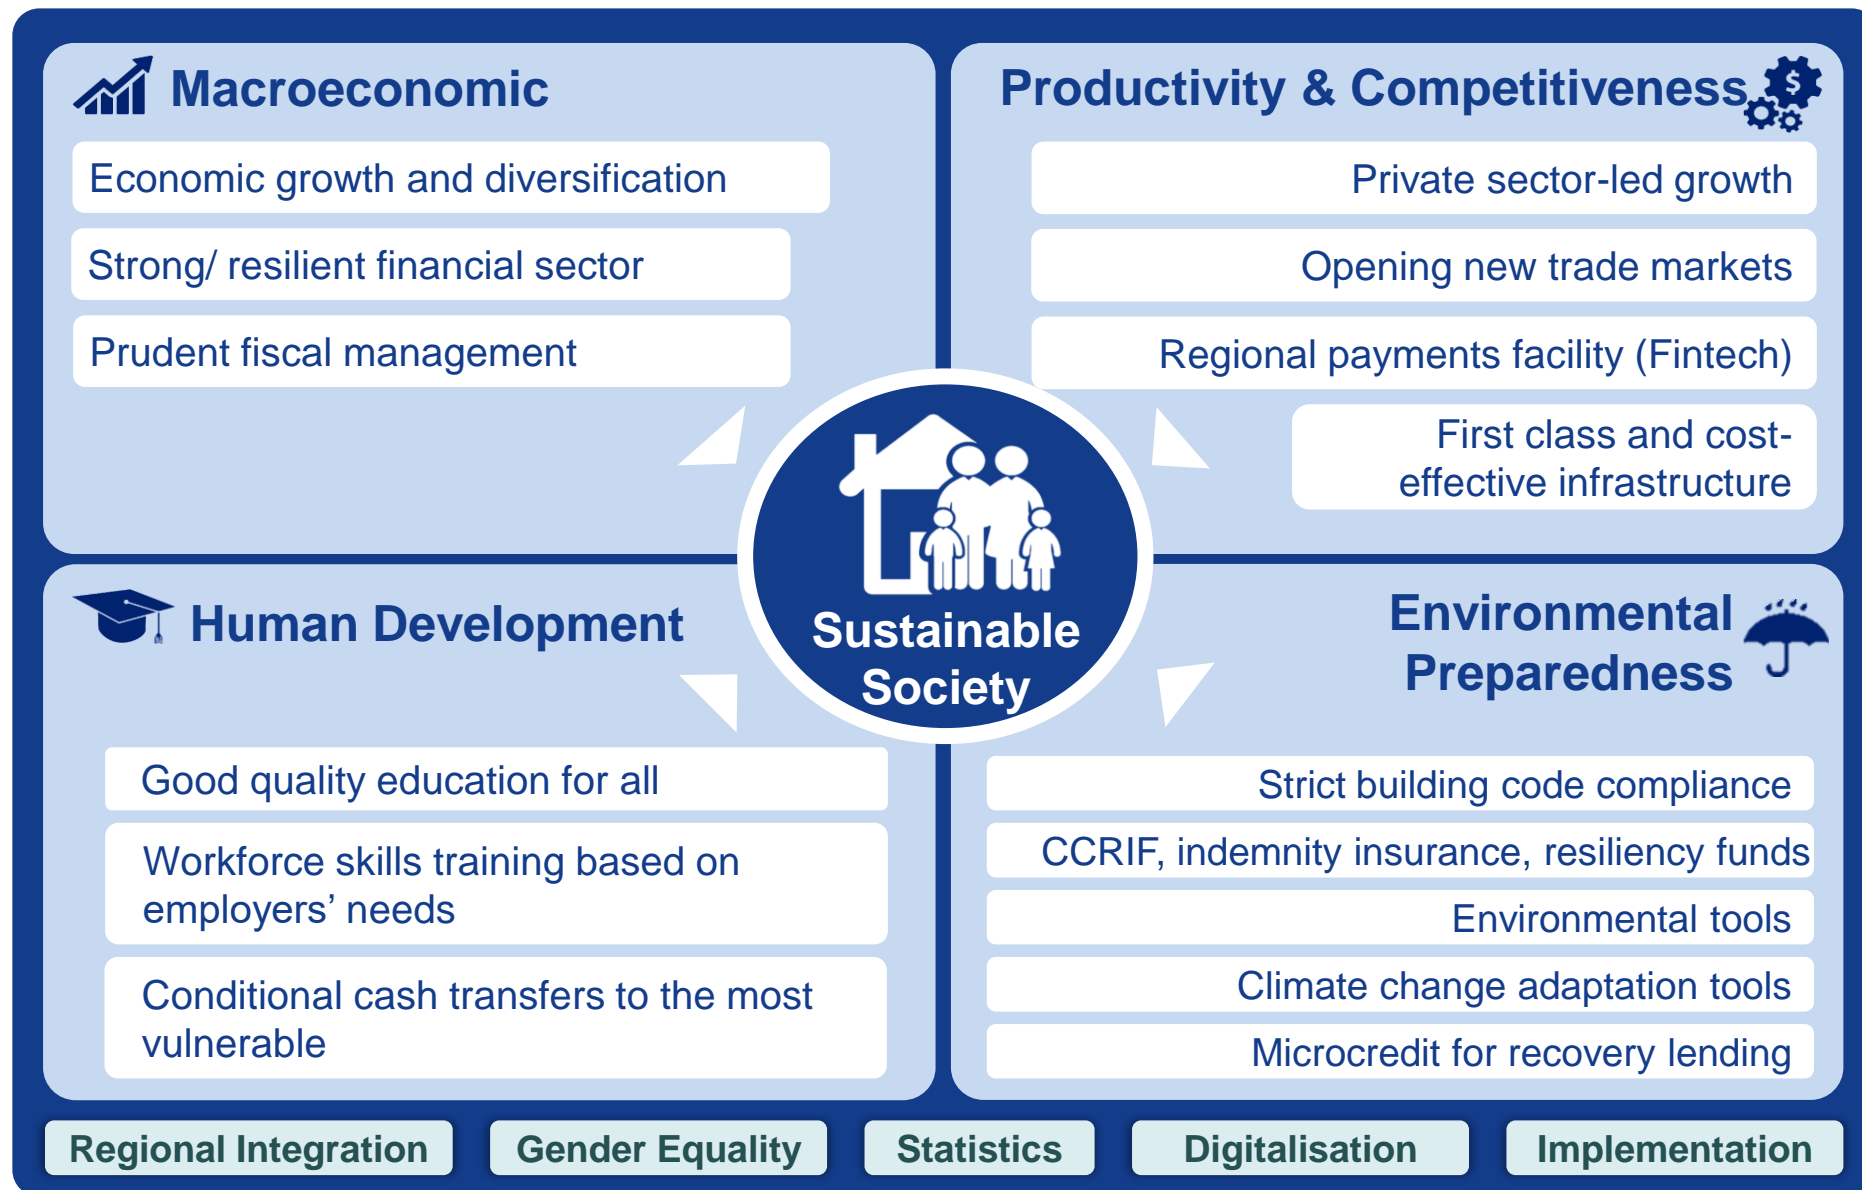 Macroeconomic
Economic growth and diversification
Strong/ resilient financial sector
Prudent fiscal management
Productivity & Competitiveness
$
Private sector-led growth
Opening new trade markets
Regional payments facility (Fintech)
First class and cost-
effective infrastructure
Sustainable
Society
Human Development
Good quality education for all
Workforce skills training based on
employers’ needs
Conditional cash transfers to the most
vulnerable
Environmental
Preparedness
Strict building code compliance
CCRIF, indemnity insurance, resiliency funds
Environmental tools
Climate change adaptation tools
Microcredit for recovery lending
Regional Integration
Gender Equality
Statistics
Digitalisation
Implementation